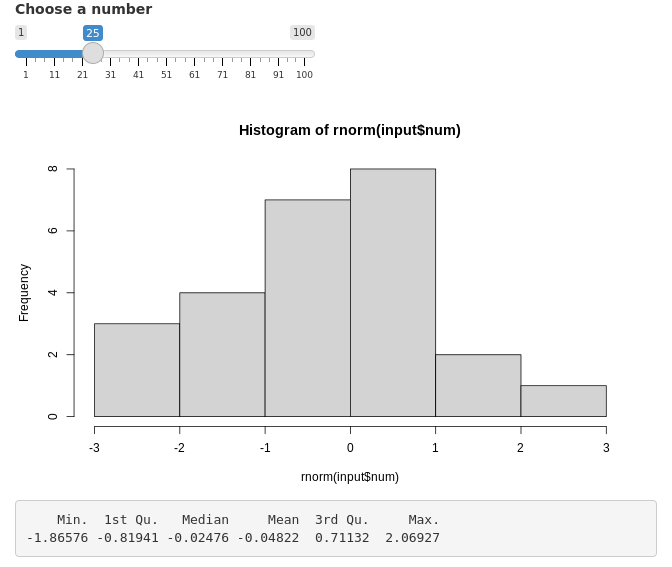 Choose a number
1 25 100
1 11 21 31 41 51 61 71 81 91 100
Histogram of rnorm(input$num)
Frequency
8
6
4
2
0
-3 -2 -1 0 1 2 3
rnorm(input$num)
Min. 1st Qu. Median Mean 3rd Qu. Max.
-1.86576 -0.81941 -0.02476 -0.04822 0.71132 2.06927